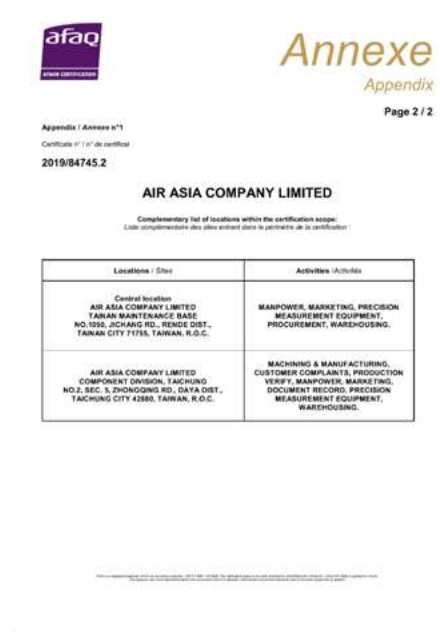 afaq
AFNOR CERTIFICATION
Annexe
Appendix
Page 2 / 2
Appendix / Annexe n°1
Certificate n° / n° de certificat
2019/84745.2
AIR ASIA COMPANY LIMITED
Complementary list of locations within the certification scope:
Liste complémentaire des sites entrant dans le périmètre de la certification :
Locations / Sites
Activities /Activités
Central location
AIR ASIA COMPANY LIMITED
TAINAN MAINTENANCE BASE
NO.1050, JICHANG RD., RENDE DIST.,
TAINAN CITY 71755, TAIWAN, R.O.C.
MANPOWER, MARKETING, PRECISION
MEASUREMENT EQUIPMENT,
PROCUREMENT, WAREHOUSING.
AIR ASIA COMPANY LIMITED
COMPONENT DIVISION, TAICHUNG
NO.2, SEC. 5, ZHONGQING RD., DAYA DIST.,
TAICHUNG CITY 42880, TAIWAN, R.O.C.
MACHINING & MANUFACTURING,
CUSTOMER COMPLAINTS, PRODUCTION
VERIFY, MANPOWER, MARKETING,
DOCUMENT RECORD, PRECISION
MEASUREMENT EQUIPMENT,
WAREHOUSING.